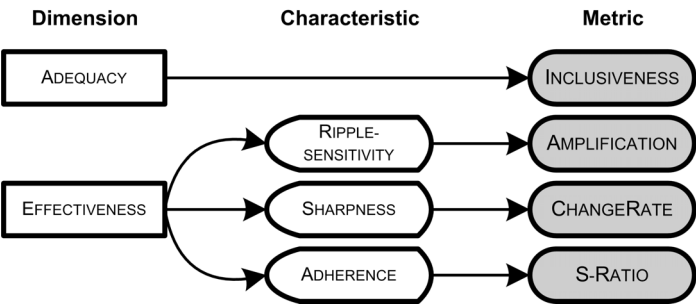 Dimension Characteristic Metric
ADEQUACY INCLUSIVENESS
RIPPLE-
SENSITIVITY
AMPLIFICATION
EFFECTIVENESS SHARPNESS CHANGERATE
ADHERENCE S-RATIO